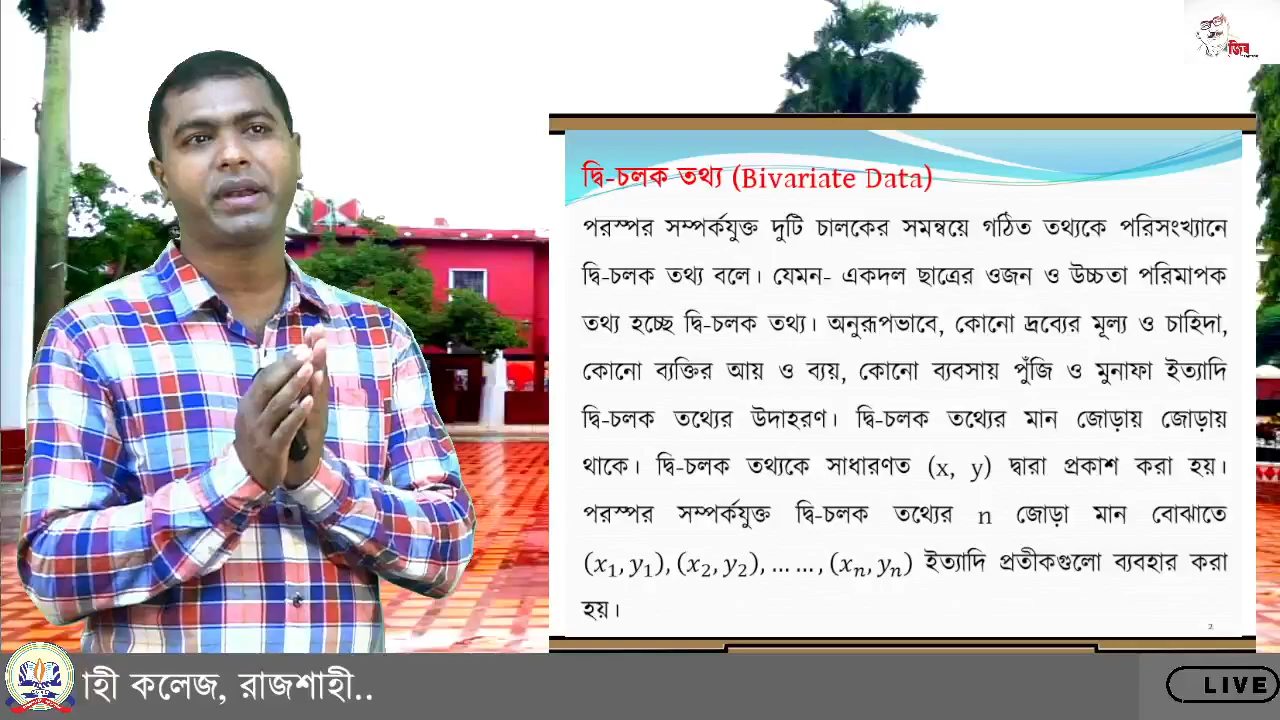 দ্বি-চলক তথ্য (Bivariate Data)
পরস্পর সম্পর্কযুক্ত দুটি চালকের সমন্বয়ে গঠিত তথ্যকে পরিসংখ্যানে
দ্বি-চলক তথ্য বলে। যেমন- একদল ছাত্রের ওজন ও উচ্চতা পরিমাপক
তথ্য হচ্ছে দ্বি-চলক তথ্য। অনুরূপভাবে, কোনো দ্রব্যের মূল্য ও চাহিদা,
কোনো ব্যক্তির আয় ও ব্যয়, কোনো ব্যবসায় পুঁজি ও মুনাফা ইত্যাদি
দ্বি-চলক তথ্যের উদাহরণ। দ্বি-চলক তথ্যের মান জোড়ায় জোড়ায়
থাকে। দ্বি-চলক তথ্যকে সাধারণত (x, y) দ্বারা প্রকাশ করা হয়।
পরস্পর সম্পর্কযুক্ত দ্বি-চলক তথ্যের n জোড়া মান বোঝাতে
(x₁, y₁), (x₂, y₂), … … , (xₙ, yₙ) ইত্যাদি প্রতীকগুলো ব্যবহার করা
হয়।
২
াহী কলেজ, রাজশাহী..
LIVE